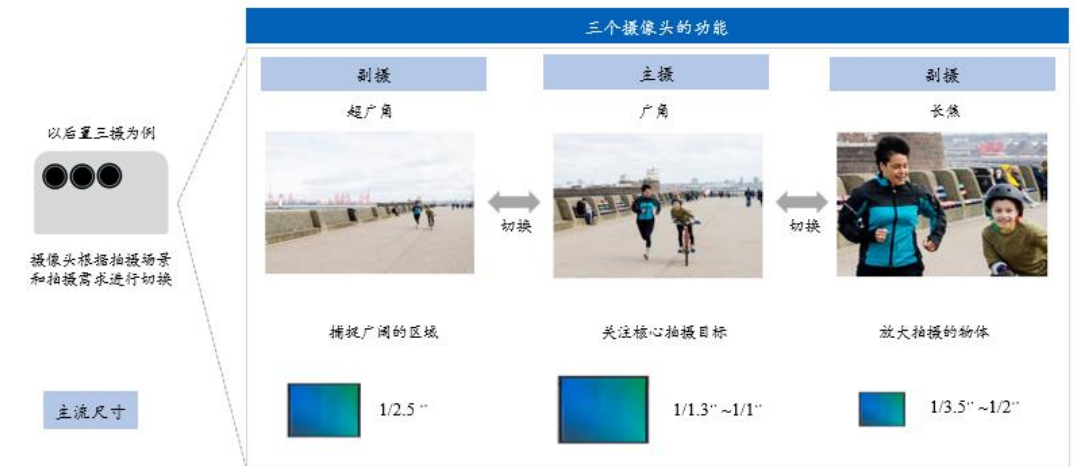 三个摄像头的功能
副摄
主摄
副摄
超广角
广角
长焦
以后置三摄为例
切换
切换
摄像头根据拍摄场景
和拍摄需求进行切换
捕捉广阔的区域
关注核心拍摄目标
放大拍摄的物体
主流尺寸
1/2.5"
1/1.3" ~1/1"
1/3.5" ~1/2"